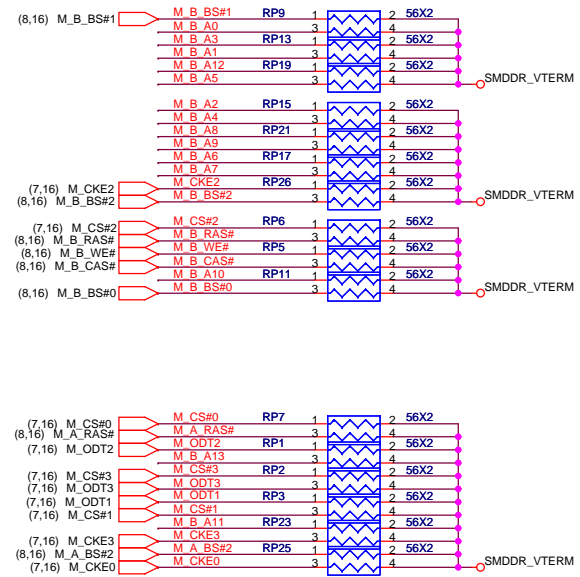 (8,16) M_B_BS#1 M_B_BS#1 RP9 1 2 56X2
M_B_A0 3 4
M_B_A3 RP13 1 2 56X2
M_B_A1 3 4
M_B_A12 RP19 1 2 56X2
M_B_A5 3 4 SMDDR_VTERM
M_B_A2 RP15 1 2 56X2
M_B_A4 3 4
M_B_A8 RP21 1 2 56X2
M_B_A9 3 4
M_B_A6 RP17 1 2 56X2
M_B_A7 3 4
(7,16) M_CKE2 M_CKE2 RP26 1 2 56X2
(8,16) M_B_BS#2 M_B_BS#2 3 4 SMDDR_VTERM
(7,16) M_CS#2 M_CS#2 RP6 1 2 56X2
(8,16) M_B_RAS# M_B_RAS# 3 4
(8,16) M_B_WE# M_B_WE# RP5 1 2 56X2
(8,16) M_B_CAS# M_B_CAS# 3 4
M_B_A10 RP11 1 2 56X2
(8,16) M_B_BS#0 M_B_BS#0 3 4 SMDDR_VTERM
(7,16) M_CS#0 M_CS#0 RP7 1 2 56X2
(8,16) M_A_RAS# M_A_RAS# 3 4
(7,16) M_ODT2 M_ODT2 RP1 1 2 56X2
M_B_A13 3 4
(7,16) M_CS#3 M_CS#3 RP2 1 2 56X2
(7,16) M_ODT3 M_ODT3 3 4
(7,16) M_ODT1 M_ODT1 RP3 1 2 56X2
(7,16) M_CS#1 M_CS#1 3 4
M_B_A11 RP23 1 2 56X2
(7,16) M_CKE3 M_CKE3 3 4
(8,16) M_A_BS#2 M_A_BS#2 RP25 1 2 56X2
(7,16) M_CKE0 M_CKE0 3 4 SMDDR_VTERM